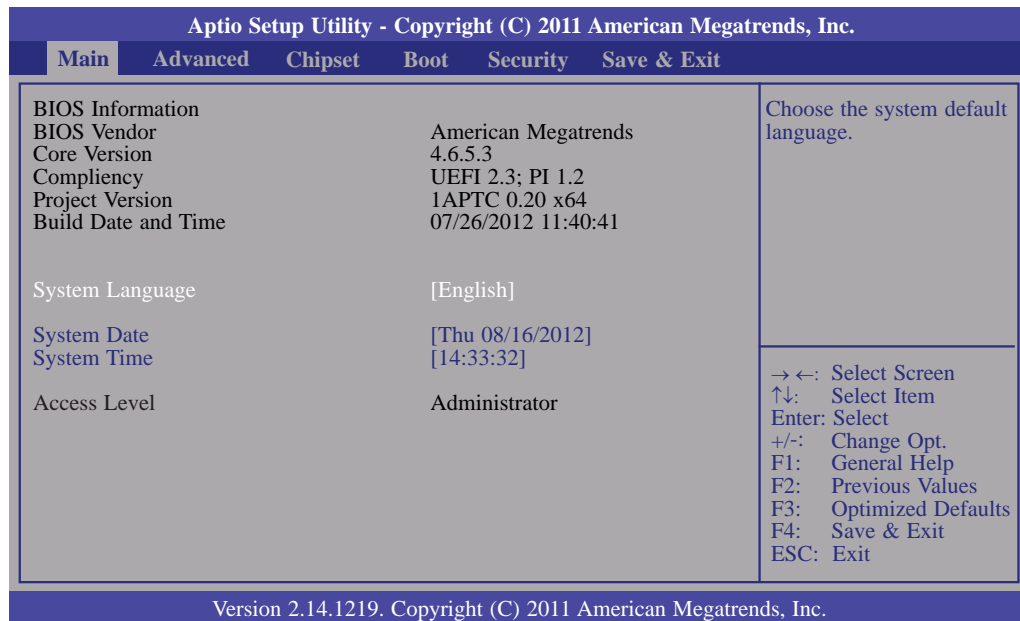 Aptio Setup Utility - Copyright (C) 2011 American Megatrends, Inc.
Main Advanced Chipset Boot Security Save & Exit
BIOS Information
BIOS Vendor American Megatrends
Core Version 4.6.5.3
Compliency UEFI 2.3; PI 1.2
Project Version 1APTC 0.20 x64
Build Date and Time 07/26/2012 11:40:41
System Language [English]
System Date [Thu 08/16/2012]
System Time [14:33:32]
Access Level Administrator
Choose the system default
language.
→ ←: Select Screen
↑↓: Select Item
Enter: Select
+/-: Change Opt.
F1: General Help
F2: Previous Values
F3: Optimized Defaults
F4: Save & Exit
ESC: Exit
Version 2.14.1219. Copyright (C) 2011 American Megatrends, Inc.